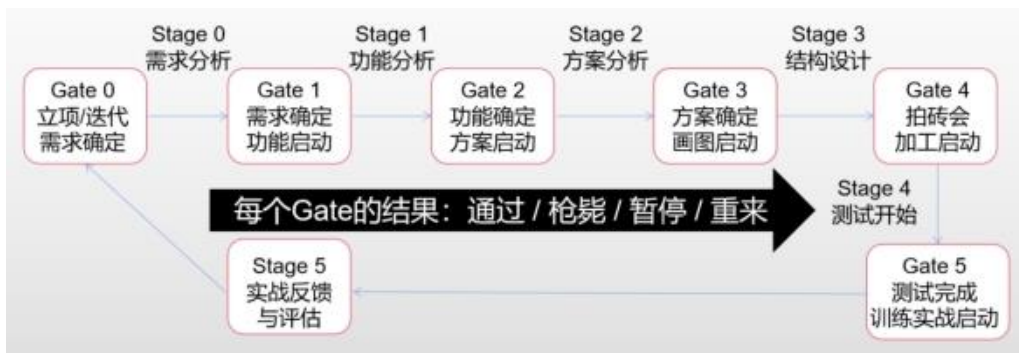 Stage 0
需求分析
Stage 1
功能分析
Stage 2
方案分析
Stage 3
结构设计
Gate 0
立项/迭代
需求确定
Gate 1
需求确定
功能启动
Gate 2
功能确定
方案启动
Gate 3
方案确定
画图启动
Gate 4
拍砖会
加工启动
每个Gate的结果：通过 / 枪毙 / 暂停 / 重来
Stage 4
测试开始
Stage 5
实战反馈
与评估
Gate 5
测试完成
训练实战启动